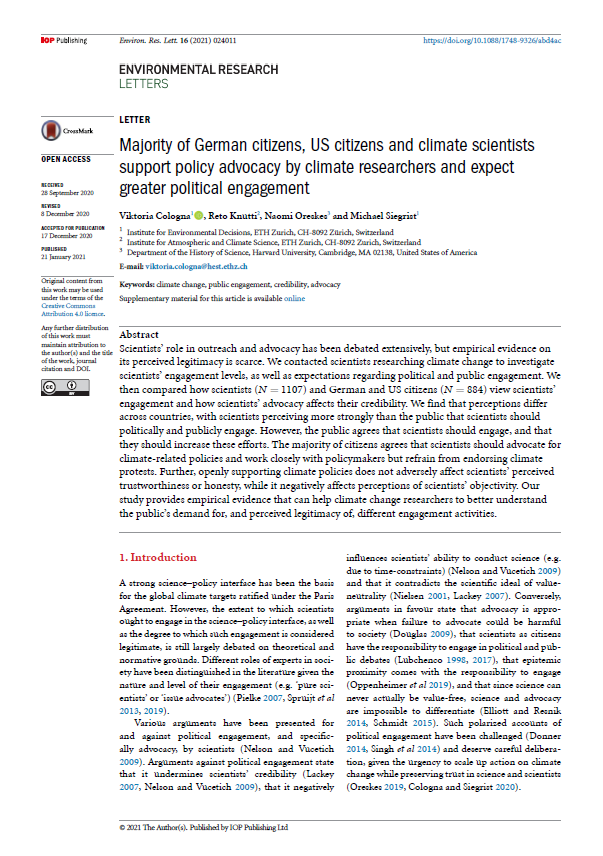 IOP Publishing
Environ. Res. Lett. 16 (2021) 024011
https://doi.org/10.1088/1748-9326/abd4ac
ENVIRONMENTAL RESEARCH
LETTERS
CrossMark
OPEN ACCESS
RECEIVED
28 September 2020
REVISED
8 December 2020
ACCEPTED FOR PUBLICATION
17 December 2020
PUBLISHED
21 January 2021
Original content from
this work may be used
under the terms of the
Creative Commons
Attribution 4.0 licence.
Any further distribution
of this work must
maintain attribution to
the author(s) and the title
of the work, journal
citation and DOI.
cc BY
LETTER
Majority of German citizens, US citizens and climate scientists
support policy advocacy by climate researchers and expect
greater political engagement
Viktoria Cologna1 iD, Reto Knutti2, Naomi Oreskes3 and Michael Siegrist1
1 Institute for Environmental Decisions, ETH Zurich, CH-8092 Zürich, Switzerland
2 Institute for Atmospheric and Climate Science, ETH Zurich, CH-8092 Zurich, Switzerland
3 Department of the History of Science, Harvard University, Cambridge, MA 02138, United States of America
E-mail: viktoria.cologna@hest.ethz.ch
Keywords: climate change, public engagement, credibility, advocacy
Supplementary material for this article is available online
Abstract
Scientists' role in outreach and advocacy has been debated extensively, but empirical evidence on
its perceived legitimacy is scarce. We contacted scientists researching climate change to investigate
scientists' engagement levels, as well as expectations regarding political and public engagement. We
then compared how scientists (N = 1107) and German and US citizens (N = 884) view scientists'
engagement and how scientists' advocacy affects their credibility. We find that perceptions differ
across countries, with scientists perceiving more strongly than the public that scientists should
politically and publicly engage. However, the public agrees that scientists should engage, and that
they should increase these efforts. The majority of citizens agrees that scientists should advocate for
climate-related policies and work closely with policymakers but refrain from endorsing climate
protests. Further, openly supporting climate policies does not adversely affect scientists' perceived
trustworthiness or honesty, while it negatively affects perceptions of scientists' objectivity. Our
study provides empirical evidence that can help climate change researchers to better understand
the public's demand for, and perceived legitimacy of, different engagement activities.
1. Introduction
A strong science–policy interface has been the basis
for the global climate targets ratified under the Paris
Agreement. However, the extent to which scientists
ought to engage in the science–policy interface, as well
as the degree to which such engagement is considered
legitimate, is still largely debated on theoretical and
normative grounds. Different roles of experts in soci-
ety have been distinguished in the literature given the
nature and level of their engagement (e.g. 'pure sci-
entists' or 'issue advocates') (Pielke 2007, Spruijt et al
2013, 2019).
Various arguments have been presented for
and against political engagement, and specific-
ally advocacy, by scientists (Nelson and Vucetich
2009). Arguments against political engagement state
that it undermines scientists' credibility (Lackey
2007, Nelson and Vucetich 2009), that it negatively
influences scientists' ability to conduct science (e.g.
due to time-constraints) (Nelson and Vucetich 2009)
and that it contradicts the scientific ideal of value-
neutrality (Nielsen 2001, Lackey 2007). Conversely,
arguments in favour state that advocacy is appro-
priate when failure to advocate could be harmful
to society (Douglas 2009), that scientists as citizens
have the responsibility to engage in political and pub-
lic debates (Lubchenco 1998, 2017), that epistemic
proximity comes with the responsibility to engage
(Oppenheimer et al 2019), and that since science can
never actually be value-free, science and advocacy
are impossible to differentiate (Elliott and Resnik
2014, Schmidt 2015). Such polarized accounts of
political engagement have been challenged (Donner
2014, Singh et al 2014) and deserve careful delibera-
tion, given the urgency to scale up action on climate
change while preserving trust in science and scientists
(Oreskes 2019, Cologna and Siegrist 2020).
© 2021 The Author(s). Published by IOP Publishing Ltd